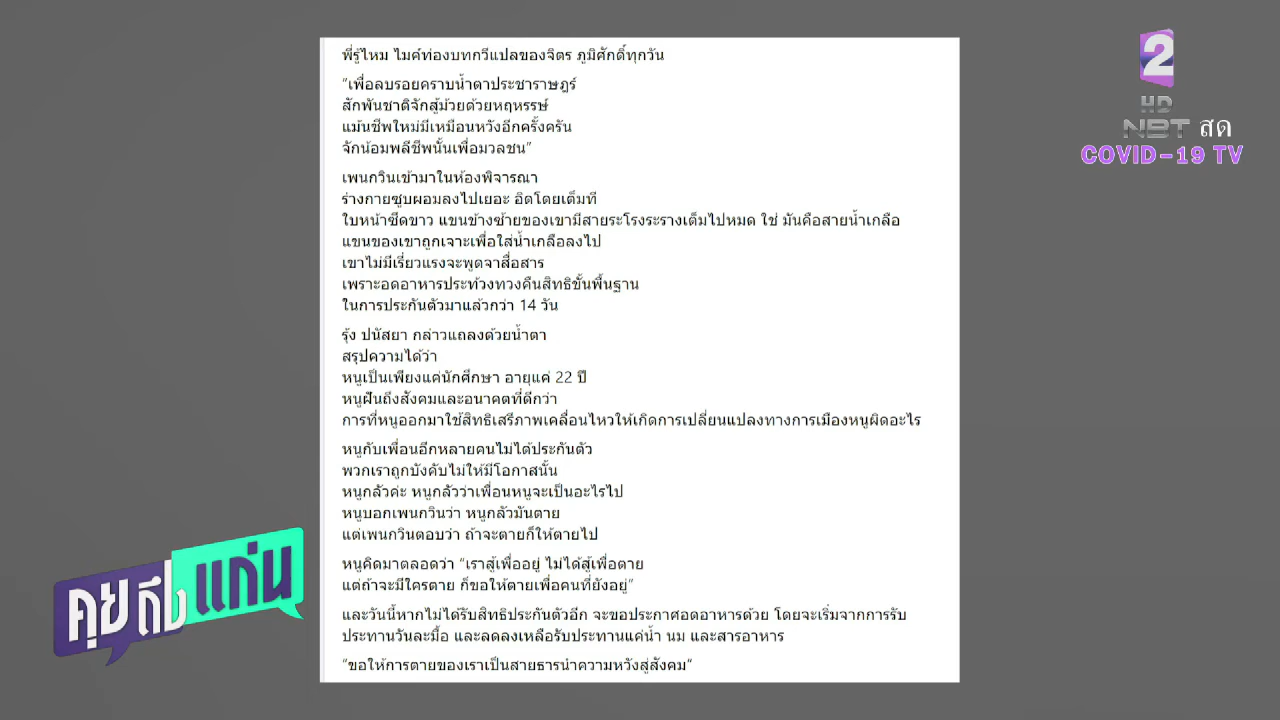 พี่รู้ไหม ไมค์ท่องบทกวีแปลของจิตร ภูมิศักดิ์ทุกวัน
“เพื่อลบรอยคราบน้ำตาประชาราษฎร์
สักพันชาติจักสู้ม้วยด้วยหฤหรรษ์
แม้นชีพใหม่มีเหมือนหวังอีกครั้งครัน
จักน้อมพลีชีพนั้นเพื่อมวลชน”
เพนกวินเข้ามาในห้องพิจารณา
ร่างกายซูบผอมลงไปเยอะ อิดโดยเต็มที
ใบหน้าซีดขาว แขนข้างซ้ายของเขามีสายระโรงระรางเต็มไปหมด ใช่ มันคือสายน้ำเกลือ
แขนของเขาถูกเจาะเพื่อใส่น้ำเกลือลงไป
เขาไม่มีเรี่ยวแรงจะพูดจาสื่อสาร
เพราะอดอาหารประท้วงทวงคืนสิทธิขั้นพื้นฐาน
ในการประกันตัวมาแล้วกว่า 14 วัน
รุ้ง ปนัสยา กล่าวแถลงด้วยน้ำตา
สรุปความได้ว่า
หนูเป็นเพียงแค่นักศึกษา อายุแค่ 22 ปี
หนูฝันถึงสังคมและอนาคตที่ดีกว่า
การที่หนูออกมาใช้สิทธิเสรีภาพเคลื่อนไหวให้เกิดการเปลี่ยนแปลงทางการเมืองหนูผิดอะไร
หนูกับเพื่อนอีกหลายคนไม่ได้ประกันตัว
พวกเราถูกบังคับไม่ให้มีโอกาสนั้น
หนูกลัวค่ะ หนูกลัวว่าเพื่อนหนูจะเป็นอะไรไป
หนูบอกเพนกวินว่า หนูกลัวมันตาย
แต่เพนกวินตอบว่า ถ้าจะตายก็ให้ตายไป
หนูคิดมาตลอดว่า “เราสู้เพื่ออยู่ ไม่ได้สู้เพื่อตาย
แต่ถ้าจะมีใครตาย ก็ขอให้ตายเพื่อคนที่ยังอยู่”
และวันนี้หากไม่ได้รับสิทธิประกันตัวอีก จะขอประกาศอดอาหารด้วย โดยจะเริ่มจากการรับ
ประทานวันละมื้อ และลดลงเหลือรับประทานแค่น้ำ นม และสารอาหาร
“ขอให้การตายของเราเป็นสายธารนำความหวังสู่สังคม”
2
HD
NBT สด
COVID-19 TV
คุยถึงแก่น